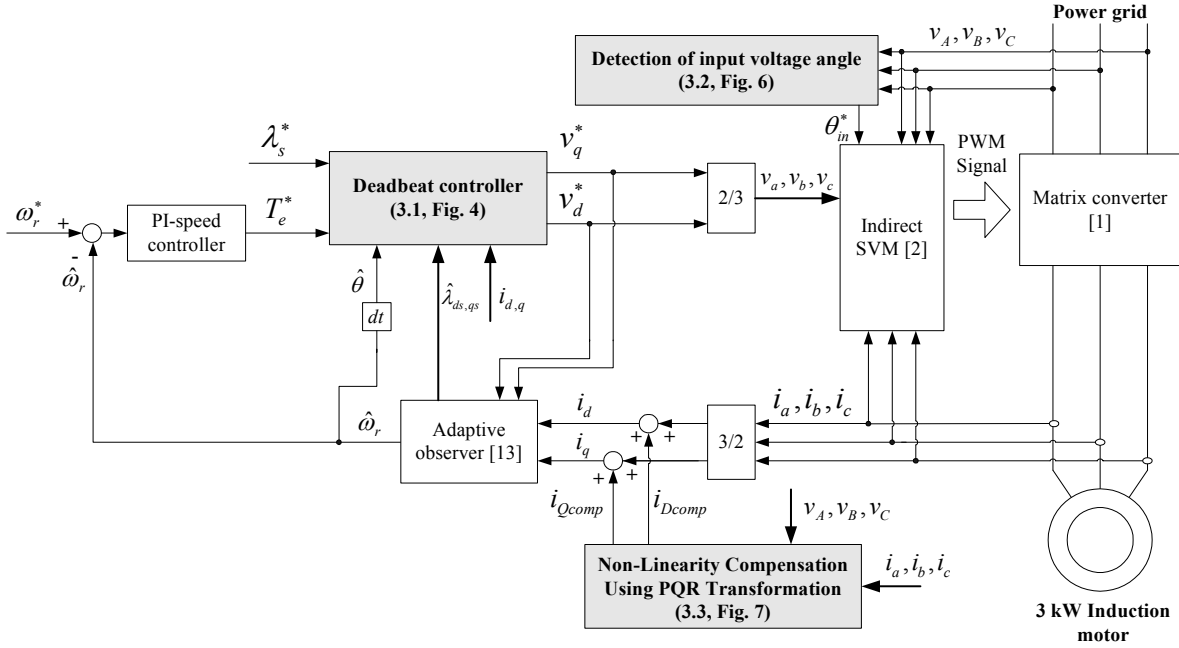 Power grid
v_A, v_B, v_C
Detection of input voltage angle
(3.2, Fig. 6)
θ*_in
λ*_s
v*_q
v*_d
Deadbeat controller
(3.1, Fig. 4)
2/3
v_a, v_b, v_c
Indirect
SVM [2]
PWM
Signal
Matrix converter
[1]
ω*_r
+
-
ω̂_r
PI-speed
controller
T*_e
θ̂
dt
λ̂_ds,qs
i_d,q
ω̂_r
Adaptive
observer [13]
i_d
i_q
+
+
+
+
3/2
i_a, i_b, i_c
i_Qcomp
i_Dcomp
v_A, v_B, v_C
Non-Linearity Compensation
Using PQR Transformation
(3.3, Fig. 7)
i_a, i_b, i_c
3 kW Induction
motor